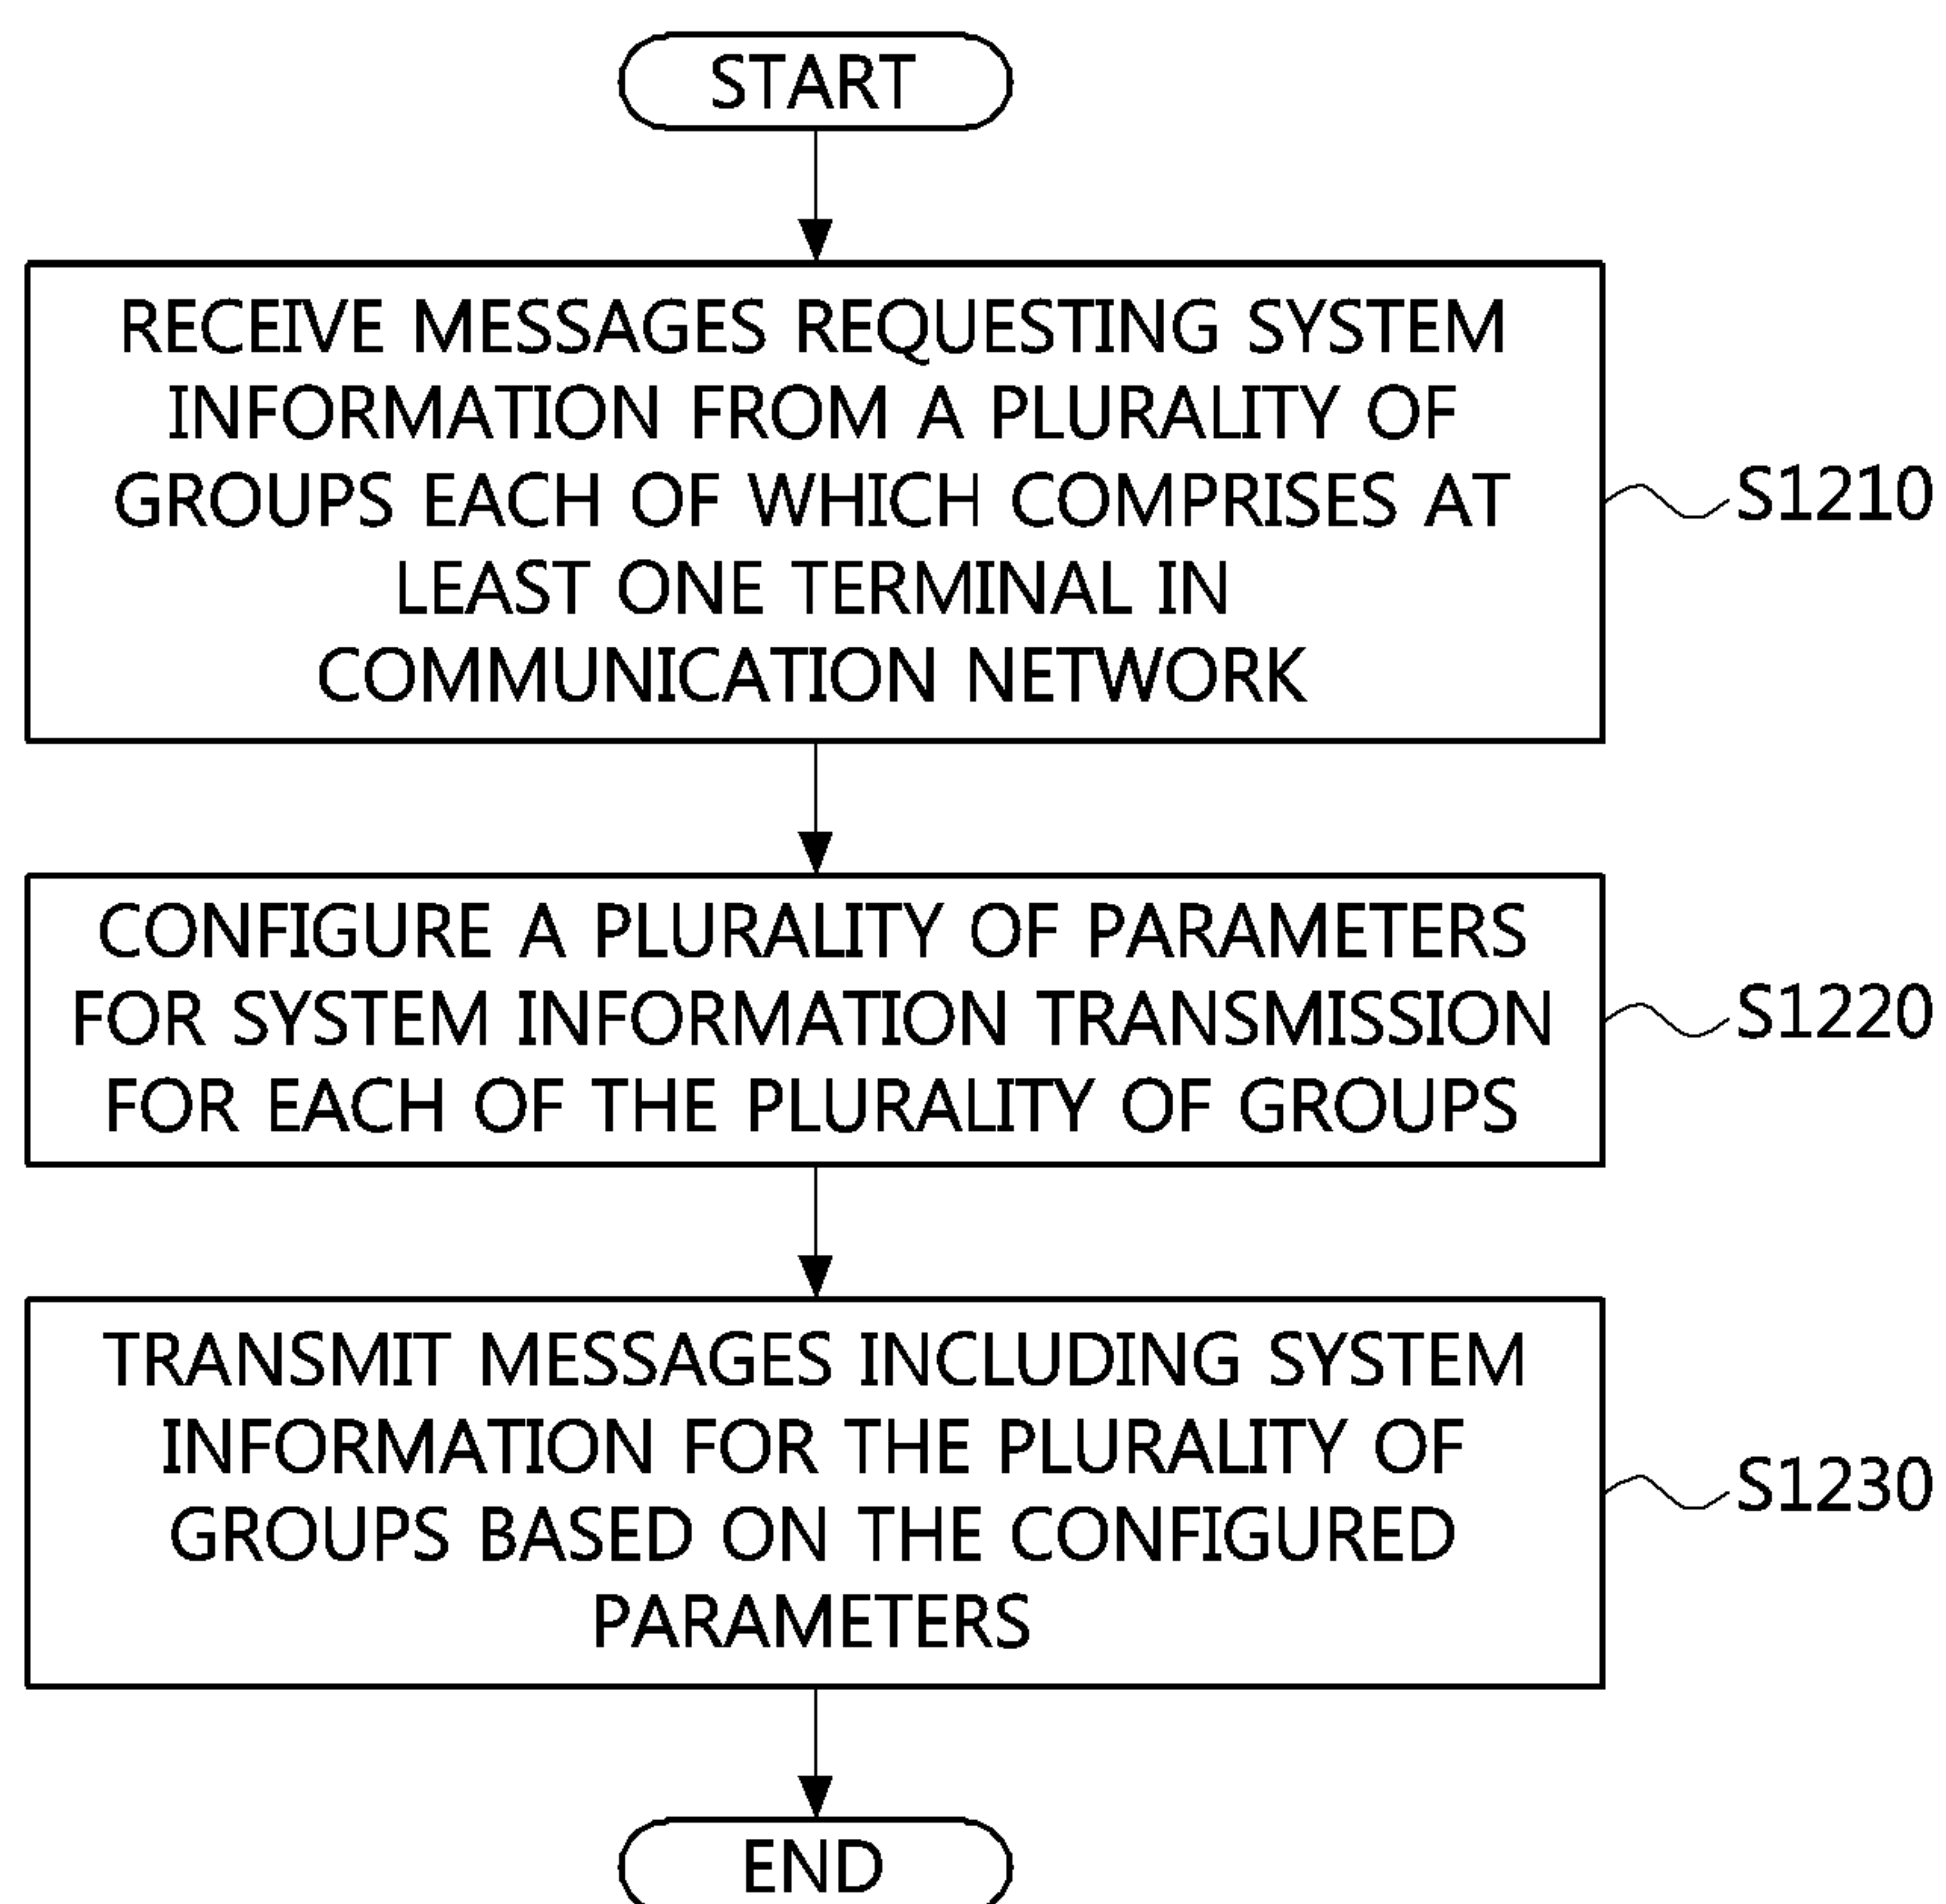 START
RECEIVE MESSAGES REQUESTING SYSTEM
INFORMATION FROM A PLURALITY OF
GROUPS EACH OF WHICH COMPRISES AT
LEAST ONE TERMINAL IN
COMMUNICATION NETWORK
S1210
CONFIGURE A PLURALITY OF PARAMETERS
FOR SYSTEM INFORMATION TRANSMISSION
FOR EACH OF THE PLURALITY OF GROUPS
S1220
TRANSMIT MESSAGES INCLUDING SYSTEM
INFORMATION FOR THE PLURALITY OF
GROUPS BASED ON THE CONFIGURED
PARAMETERS
S1230
END